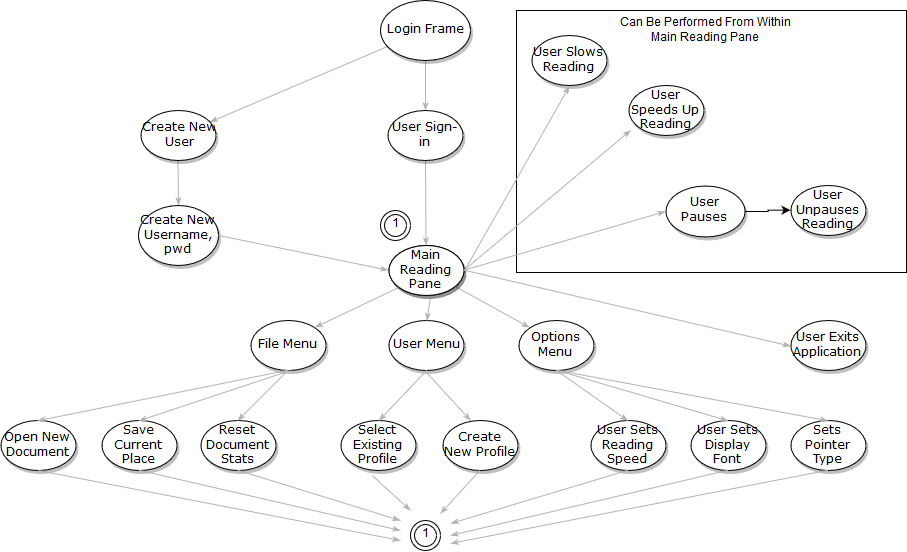 Login Frame
Can Be Performed From Within
Main Reading Pane
User Slows
Reading
User
Speeds Up
Reading
Create New
User
User Sign-
in
User
Pauses
User
Unpauses
Reading
Create New
Username,
pwd
1
Main
Reading
Pane
File Menu
User Menu
Options
Menu
User Exits
Application
Open New
Document
Save
Current
Place
Reset
Document
Stats
Select
Existing
Profile
Create
New Profile
User Sets
Reading
Speed
User Sets
Display
Font
Sets
Pointer
Type
1